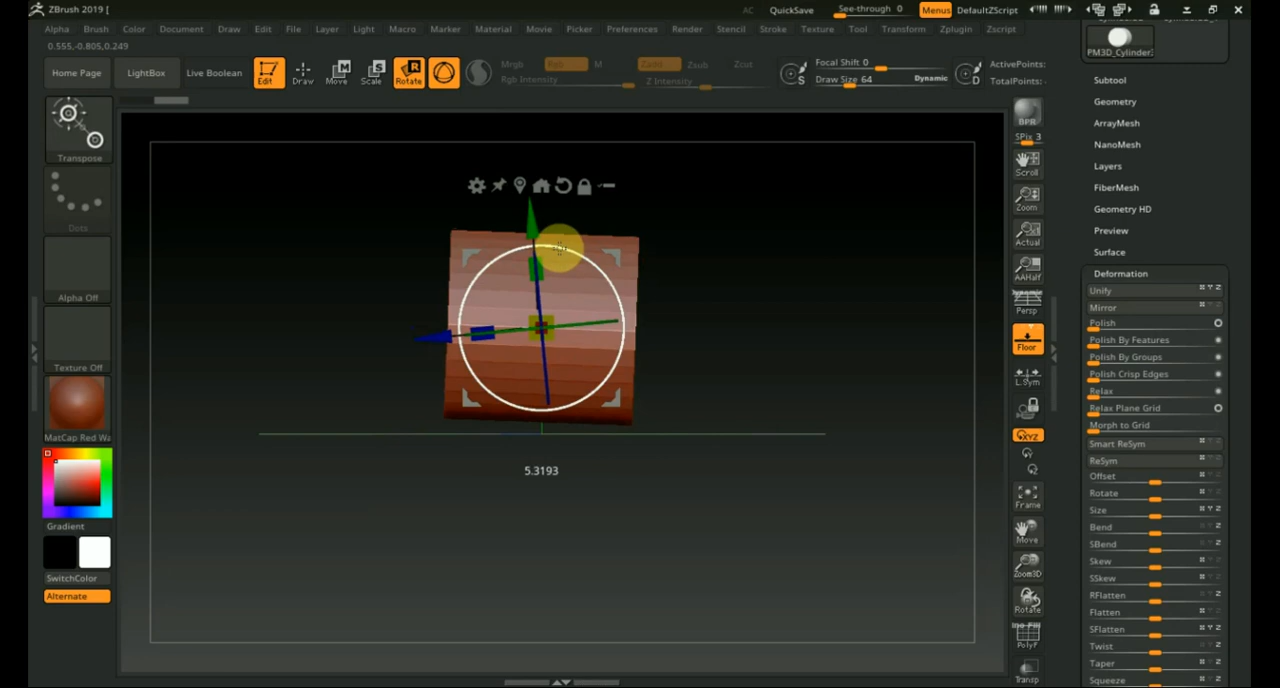 ZBrush 2019 [
AC QuickSave See-through 0 Menus DefaultZScript
Alpha Brush Color Document Draw Edit File Layer Light Macro Marker Material Movie Picker Preferences Render Stencil Stroke Texture Tool Transform Zplugin Zscript
0.555,-0.805,0.249
Home Page LightBox Live Boolean Edit Draw Move Scale Rotate
Mrgb Rgb M Zadd Zsub Zcut
Rgb Intensity Z Intensity
Focal Shift 0
Draw Size 64 Dynamic
ActivePoints:
TotalPoints:
S
D
Transpose
Dots
Alpha Off
Texture Off
MatCap Red Wa
Gradient
SwitchColor
Alternate
5.3193
BPR
SPix 3
Scroll
Zoom
Actual
AAHalf
Dynamic
Persp
Floor
L.Sym
XYZ
Frame
Move
Zoom3D
Rotate
Line Fill
PolyF
Transp
PM3D_Cylinder3
Subtool
Geometry
ArrayMesh
NanoMesh
Layers
FiberMesh
Geometry HD
Preview
Surface
Deformation
Unify
Mirror
Polish
Polish By Features
Polish By Groups
Polish Crisp Edges
Relax
Relax Plane Grid
Morph to Grid
Smart ReSym
ReSym
Offset
Rotate
Size
Bend
SBend
Skew
SSkew
RFlatten
Flatten
SFlatten
Twist
Taper
Squeeze